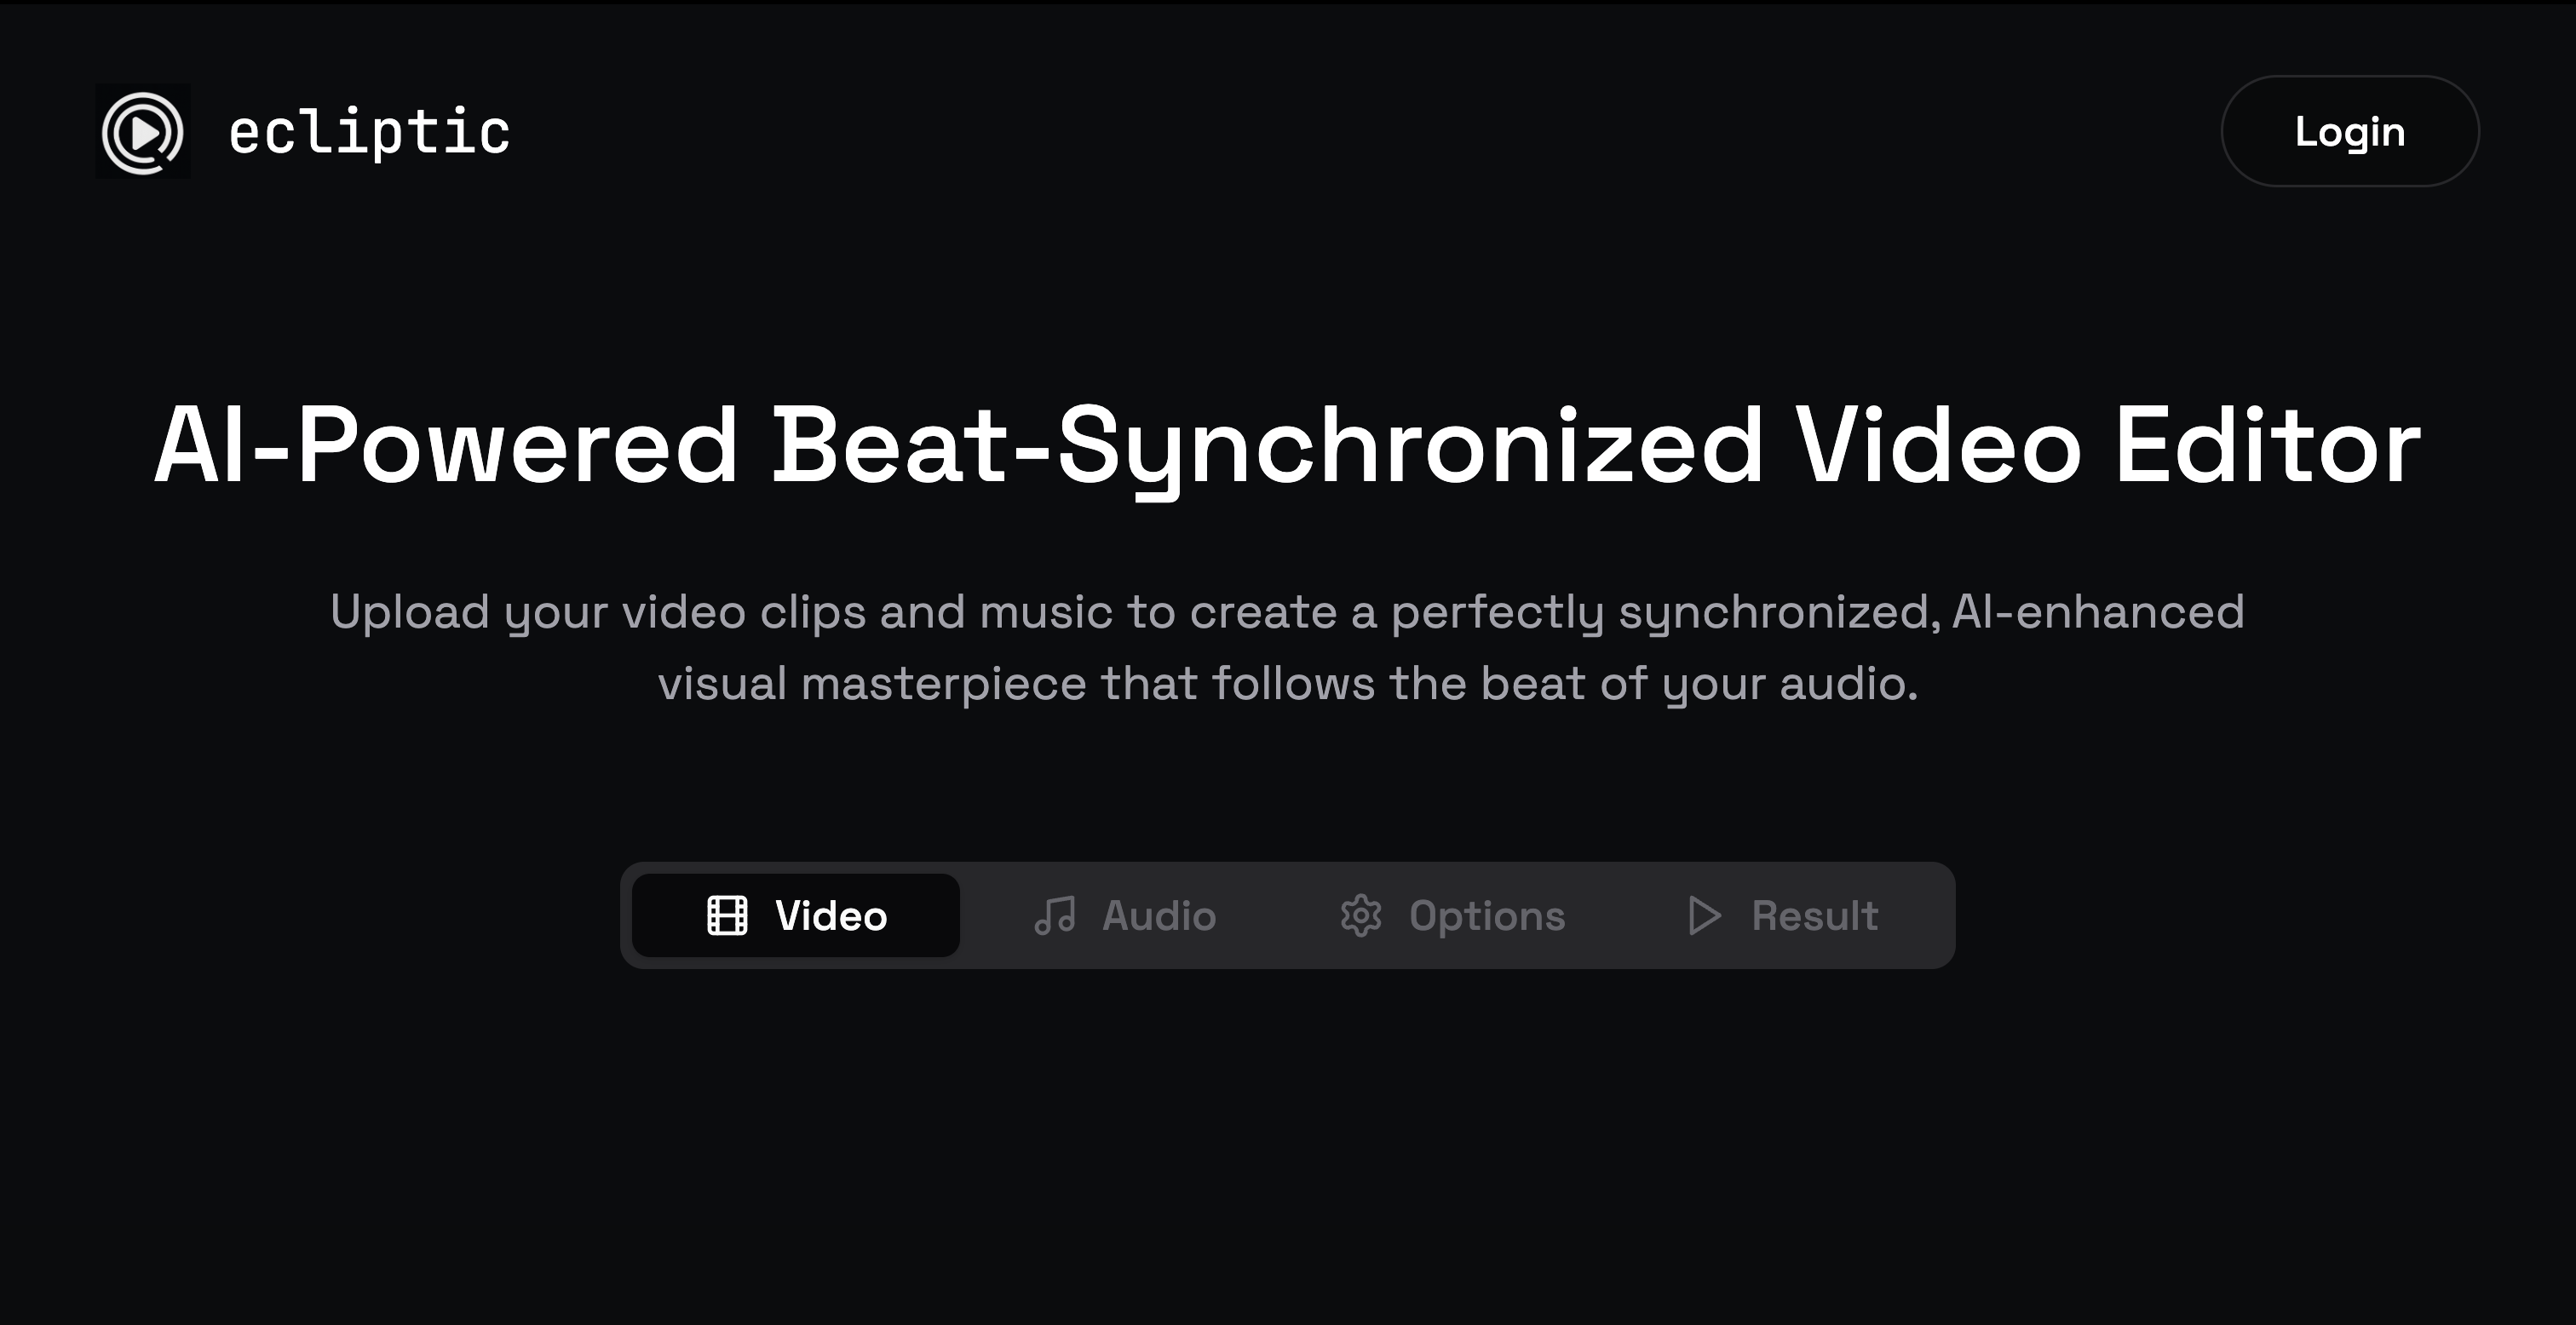 ecliptic
Login
AI-Powered Beat-Synchronized Video Editor
Upload your video clips and music to create a perfectly synchronized, AI-enhanced
visual masterpiece that follows the beat of your audio.
Video
Audio
Options
Result